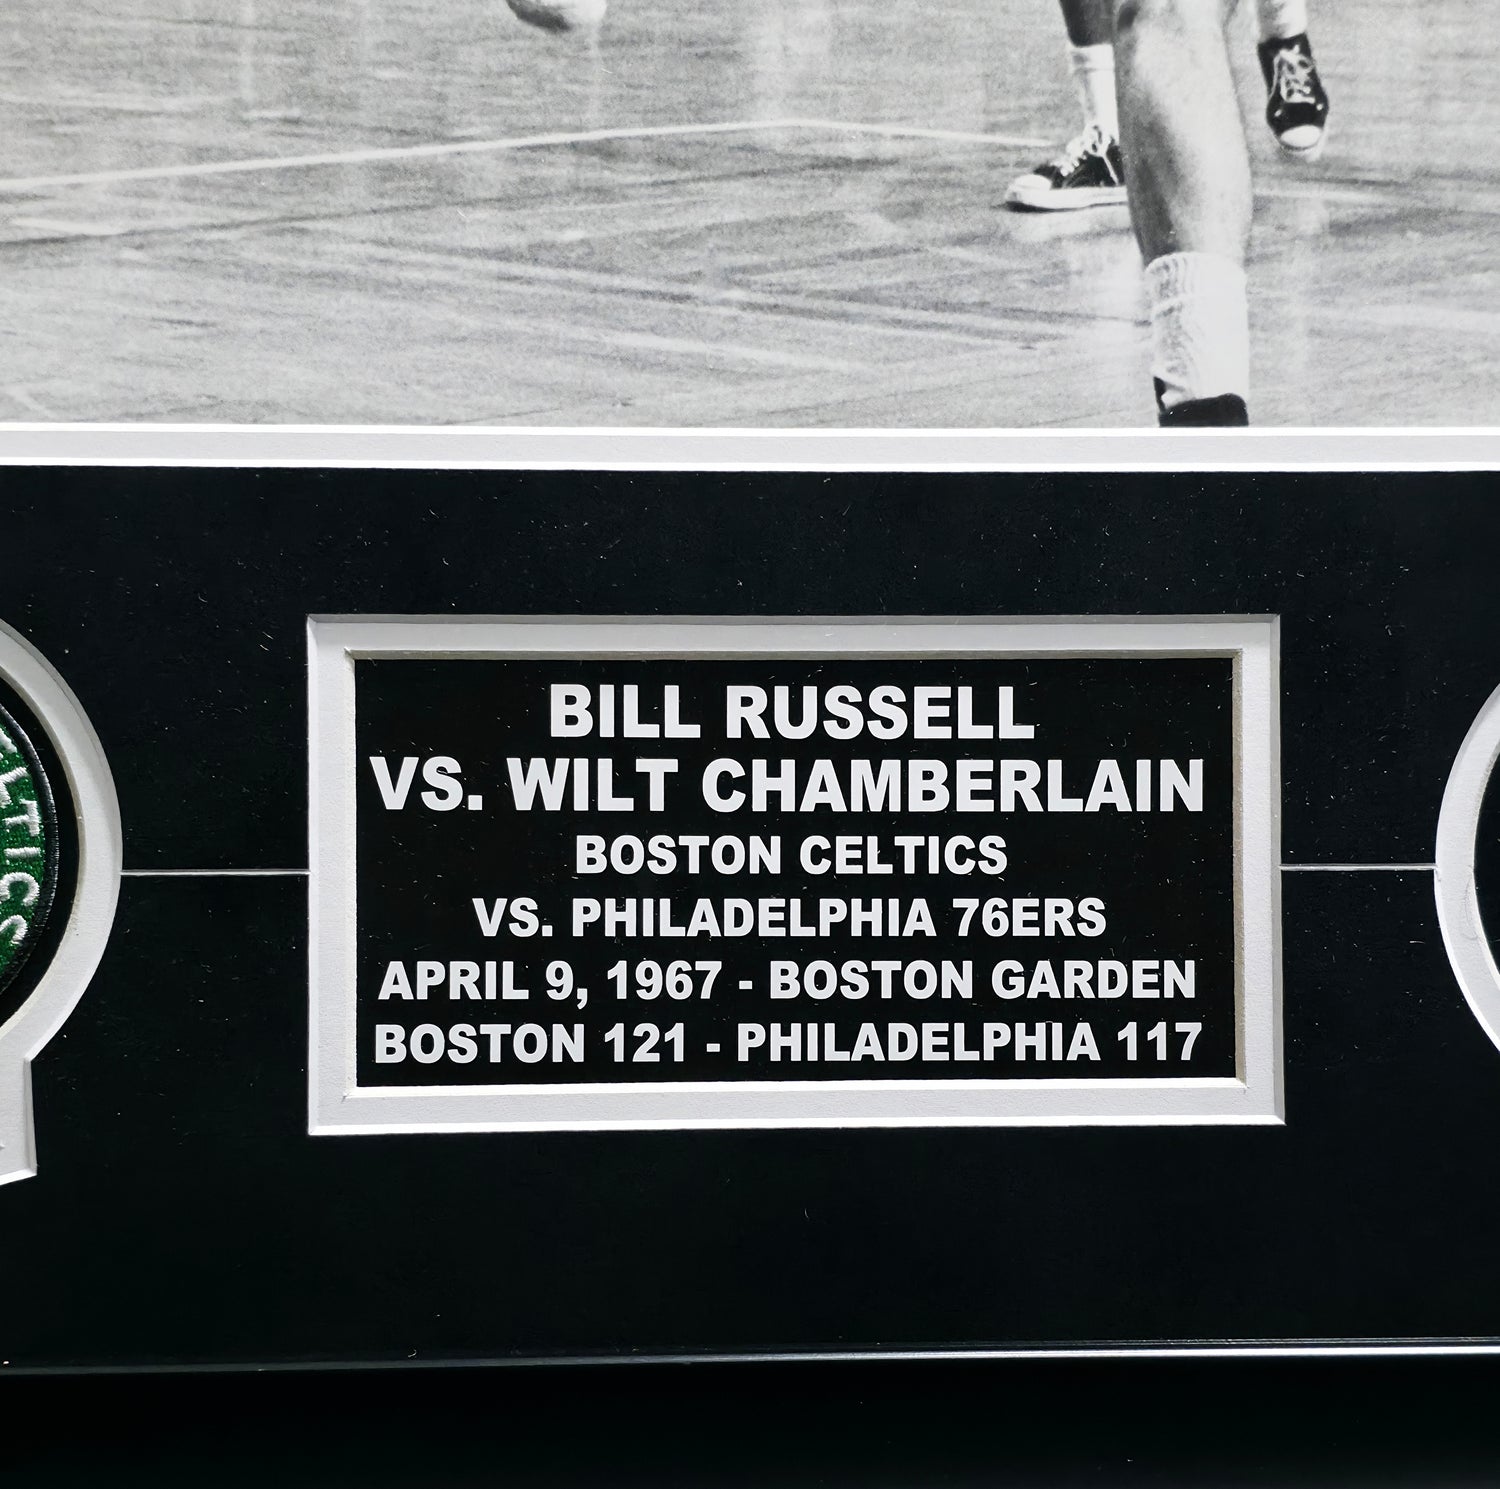 BILL RUSSELL
VS. WILT CHAMBERLAIN
BOSTON CELTICS
VS. PHILADELPHIA 76ERS
APRIL 9, 1967 - BOSTON GARDEN
BOSTON 121 - PHILADELPHIA 117